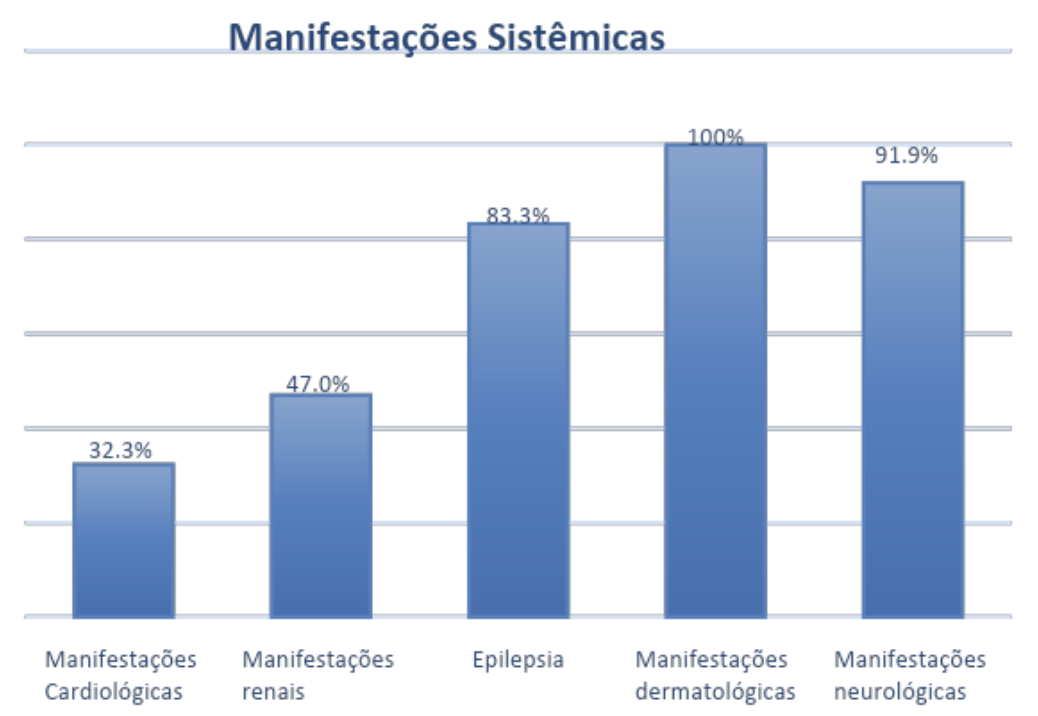 Manifestações Sistêmicas
100%
91.9%
83.3%
47.0%
32.3%
Manifestações
Cardiológicas
Manifestações
renais
Epilepsia
Manifestações
dermatológicas
Manifestações
neurológicas